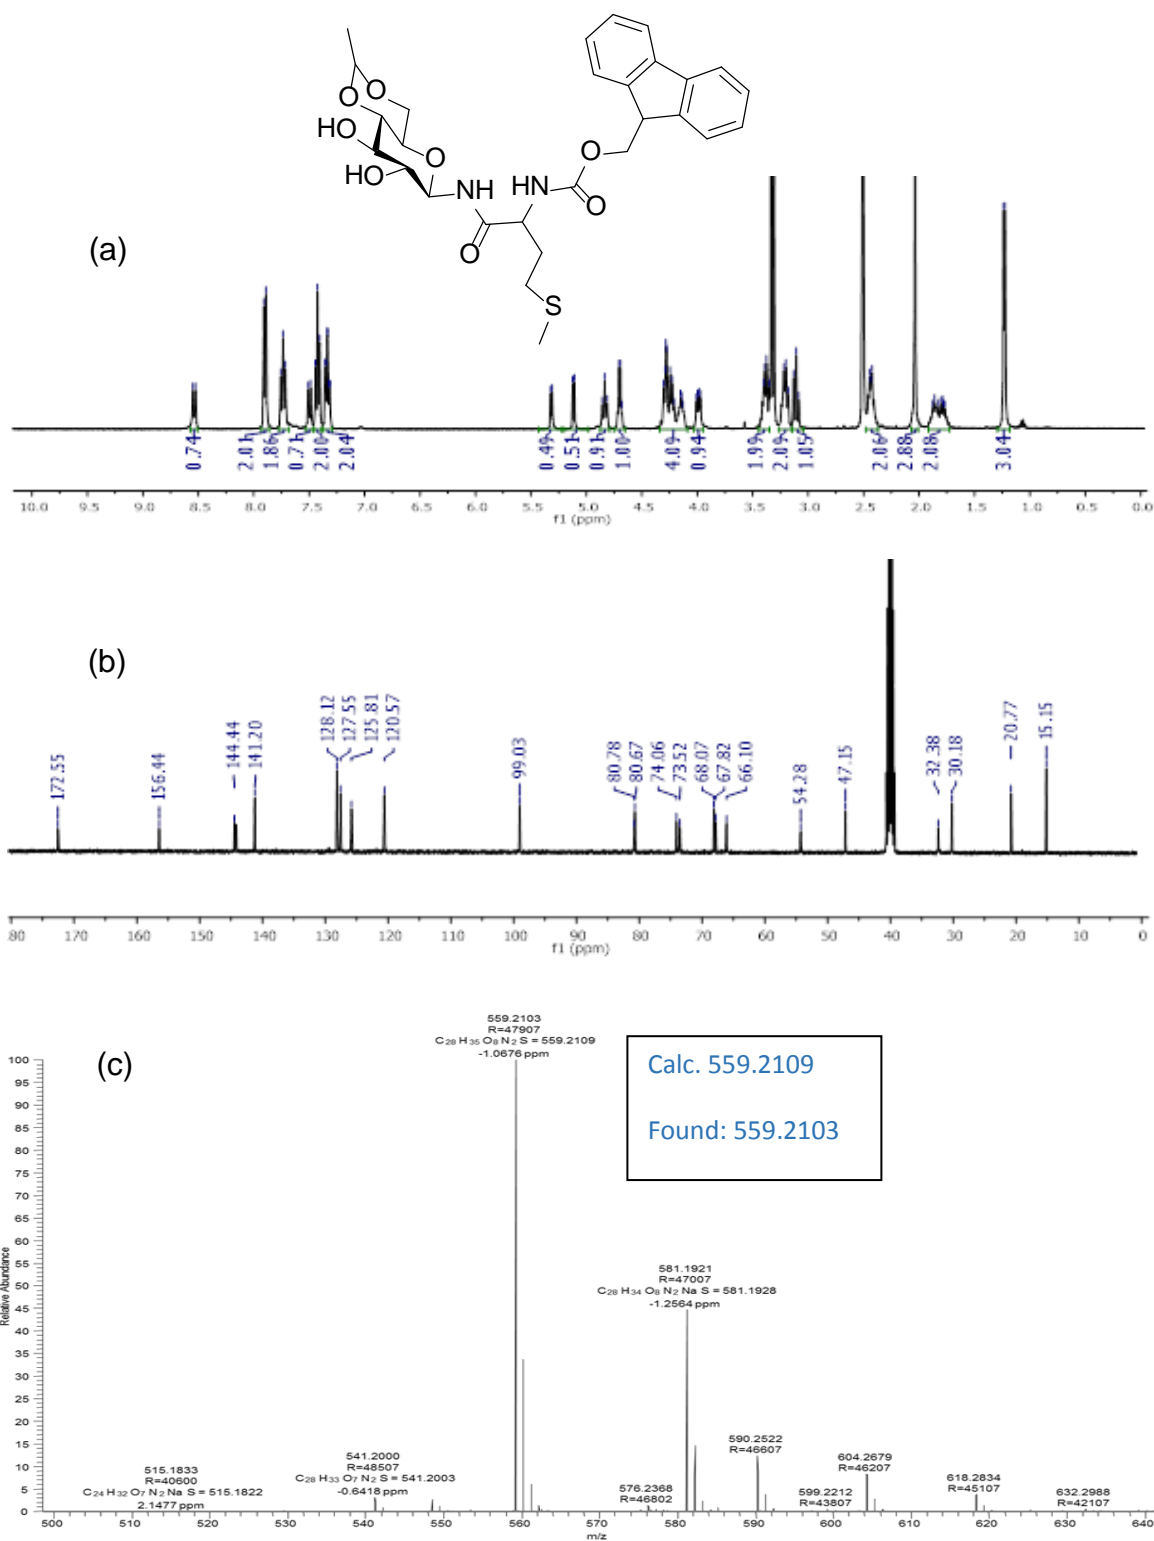 O
O
HO
HO
O
NH
O
HN
O
O
S
(a)
0.74
2.01
1.86
0.71
2.00
2.04
0.49
0.51
0.91
1.00
4.09
0.94
1.99
2.09
1.05
2.06
2.88
2.08
3.04
10.0 9.5 9.0 8.5 8.0 7.5 7.0 6.5 6.0 5.5 5.0 4.5 4.0 3.5 3.0 2.5 2.0 1.5 1.0 0.5 0.0
f1 (ppm)
(b)
172.55
156.44
144.44
141.20
128.12
127.55
125.81
120.57
99.03
80.78
80.67
74.06
73.52
68.07
67.82
66.10
54.28
47.15
32.38
30.18
20.77
15.15
80 170 160 150 140 130 120 110 100 90 80 70 60 50 40 30 20 10 0
f1 (ppm)
(c)
559.2103
R=47907
C28 H35 O8 N2 S = 559.2109
-1.0676 ppm
Calc. 559.2109
Found: 559.2103
581.1921
R=47007
C28 H34 O8 N2 Na S = 581.1928
-1.2564 ppm
515.1833
R=40600
C24 H32 O7 N2 Na S = 515.1822
2.1477 ppm
541.2000
R=48507
C28 H33 O7 N2 S = 541.2003
-0.6418 ppm
576.2368
R=46802
590.2522
R=46607
599.2212
R=43807
604.2679
R=46207
618.2834
R=45107
632.2988
R=42107
100
95
90
85
80
75
70
65
60
55
50
45
40
35
30
25
20
15
10
5
0
Relative Abundance
500 510 520 530 540 550 560 570 580 590 600 610 620 630 640
m/z